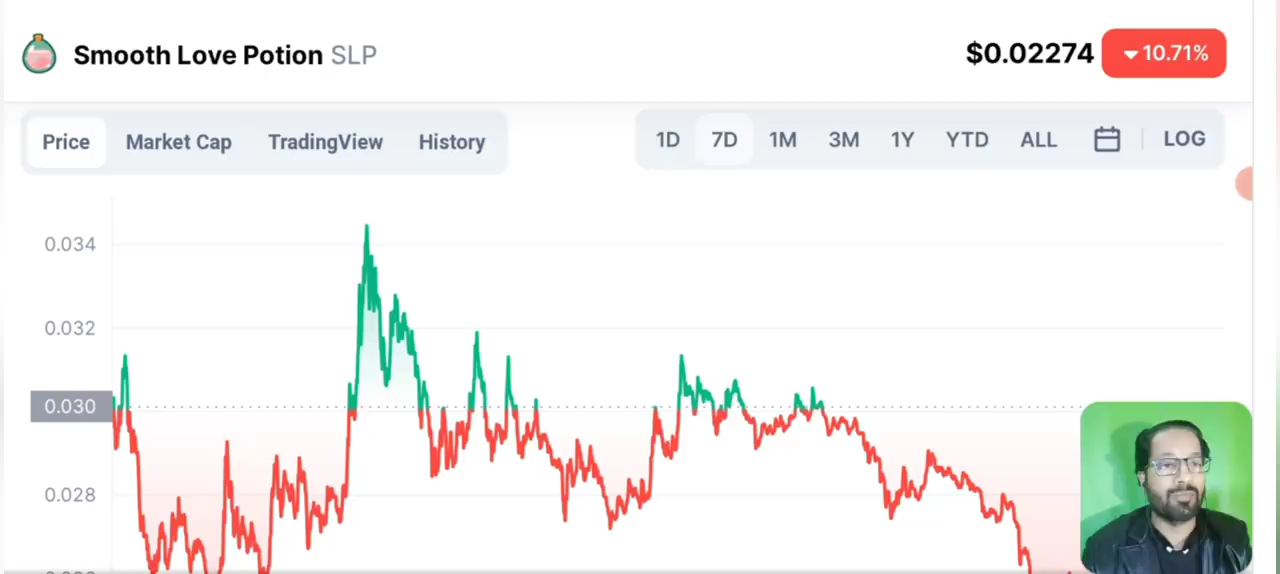 Smooth Love Potion SLP
$0.02274 10.71%
Price Market Cap TradingView History
1D 7D 1M 3M 1Y YTD ALL LOG
0.034
0.032
0.030
0.028